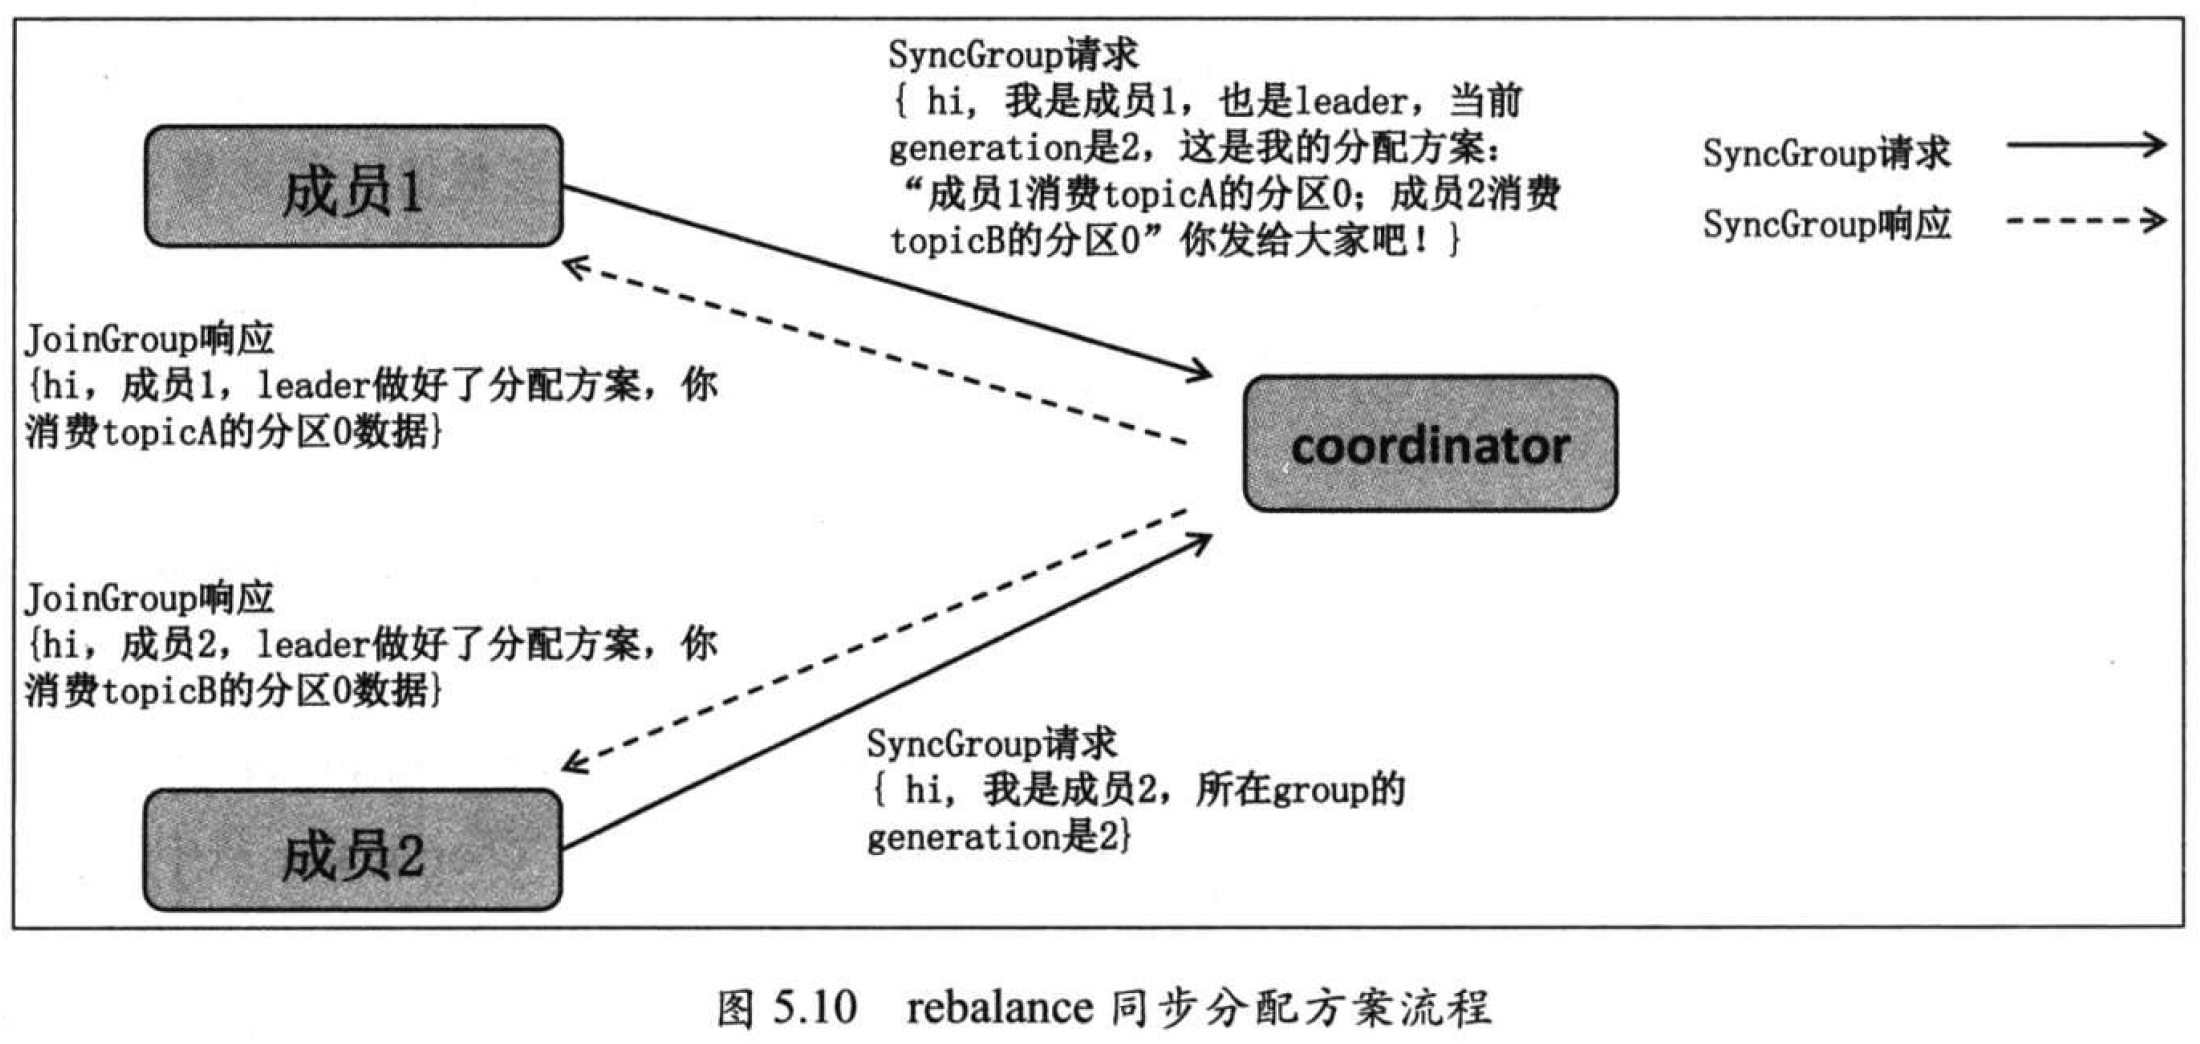 SyncGroup请求
{ hi, 我是成员1，也是leader，当前
generation是2，这是我的分配方案：
“成员1消费topicA的分区0；成员2消费
topicB的分区0”你发给大家吧！}
SyncGroup请求
SyncGroup响应
成员1
JoinGroup响应
{hi，成员1，leader做好了分配方案，你
消费topicA的分区0数据}
coordinator
JoinGroup响应
{hi，成员2，leader做好了分配方案，你
消费topicB的分区0数据}
SyncGroup请求
{ hi, 我是成员2，所在group的
generation是2}
成员2
图 5.10 rebalance 同步分配方案流程